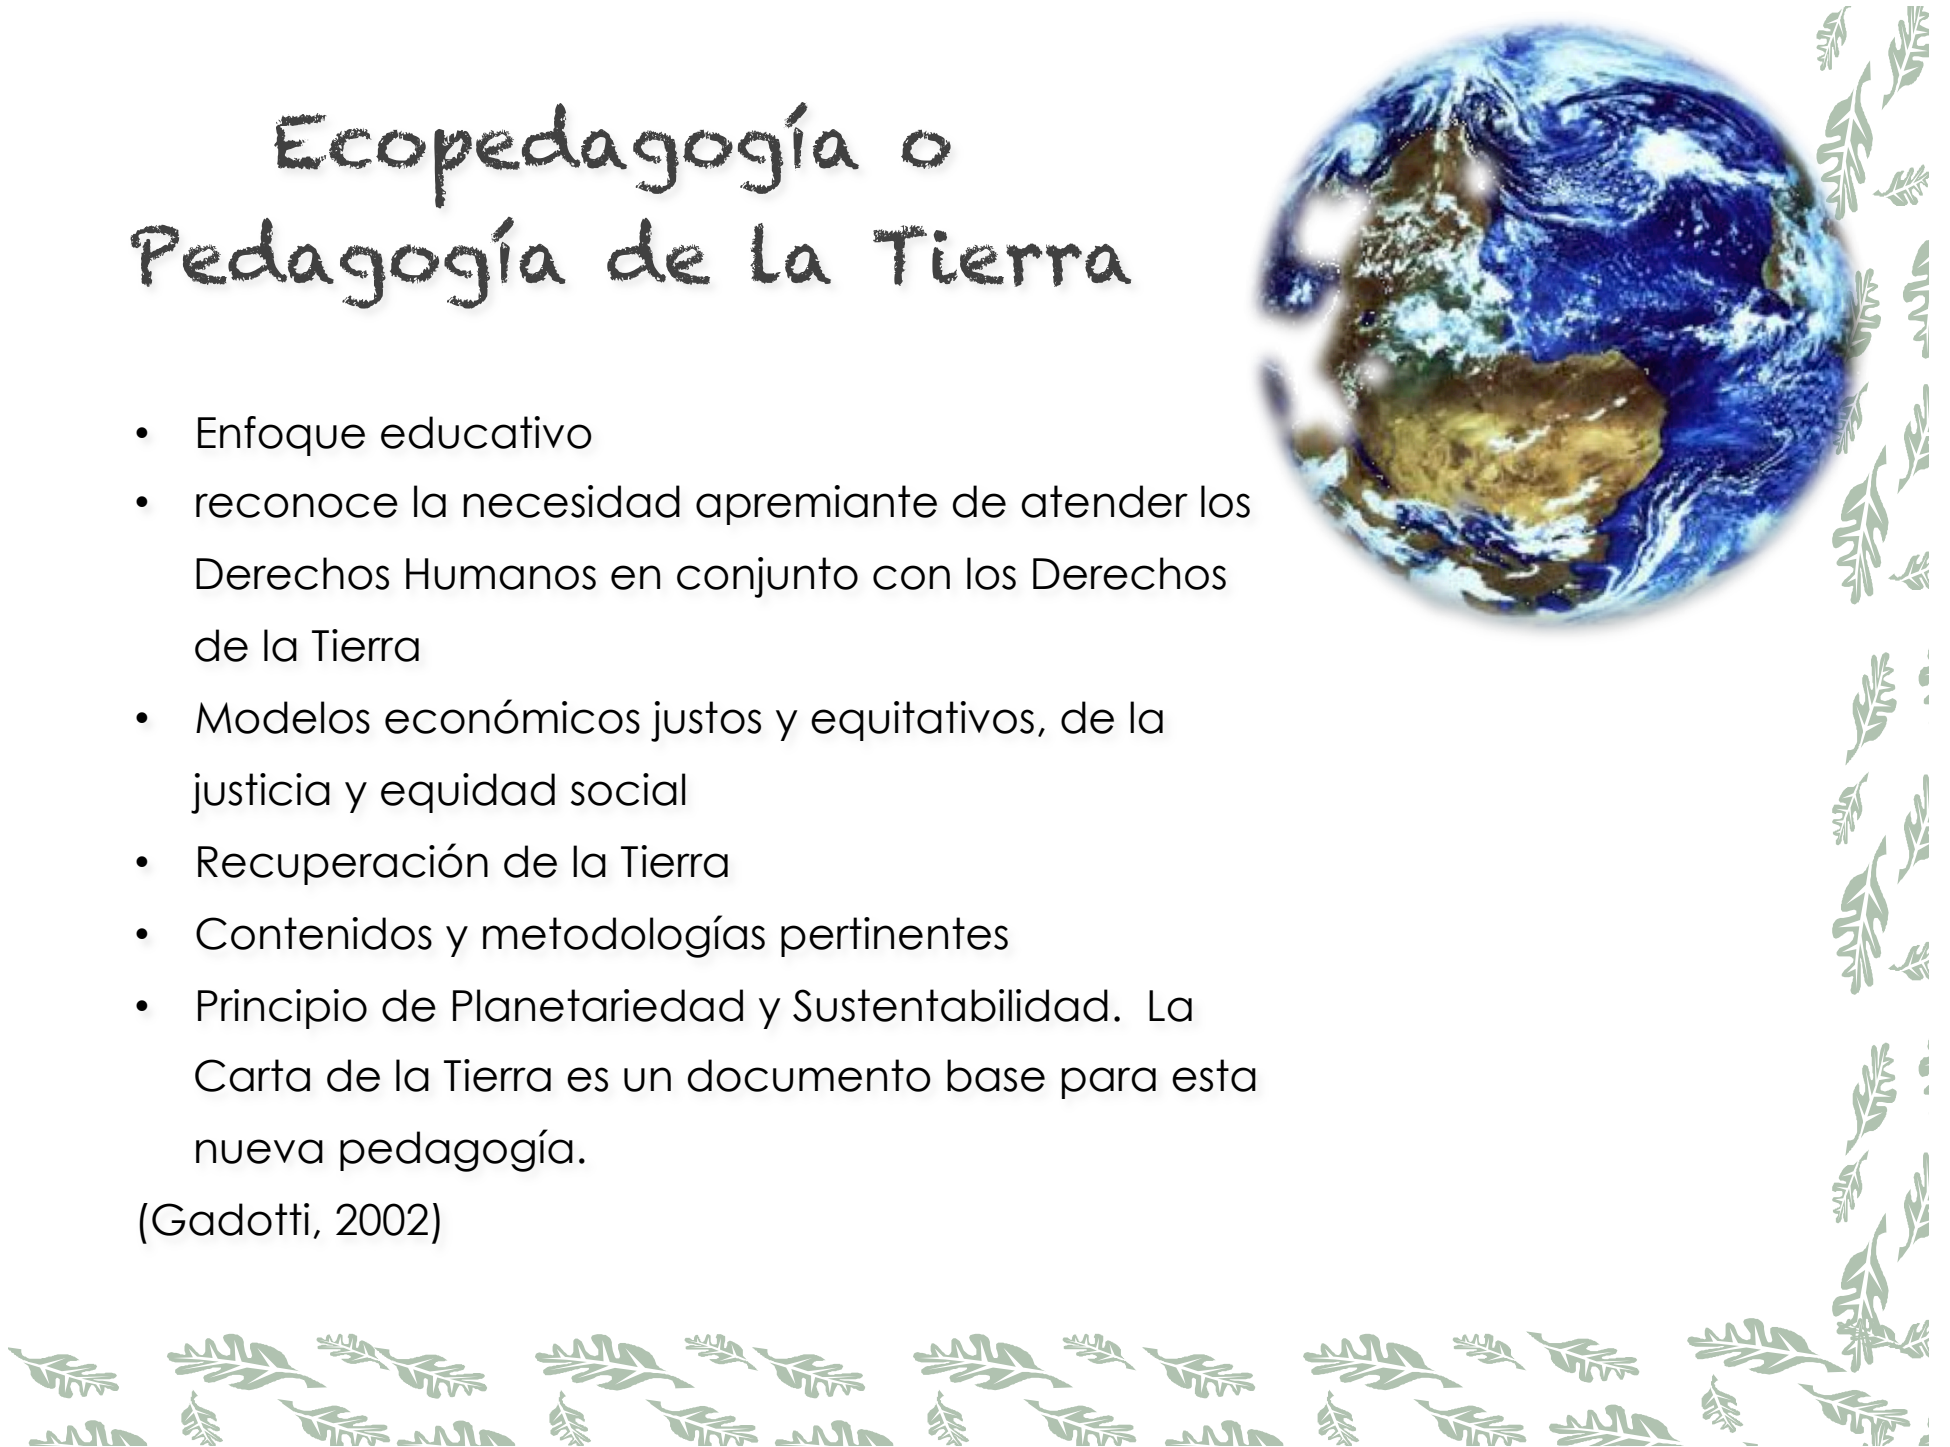 Ecopedagogía o
Pedagogía de la Tierra
• Enfoque educativo
• reconoce la necesidad apremiante de atender los
Derechos Humanos en conjunto con los Derechos
de la Tierra
• Modelos económicos justos y equitativos, de la
justicia y equidad social
• Recuperación de la Tierra
• Contenidos y metodologías pertinentes
• Principio de Planetariedad y Sustentabilidad.  La
Carta de la Tierra es un documento base para esta
nueva pedagogía.
(Gadotti, 2002)